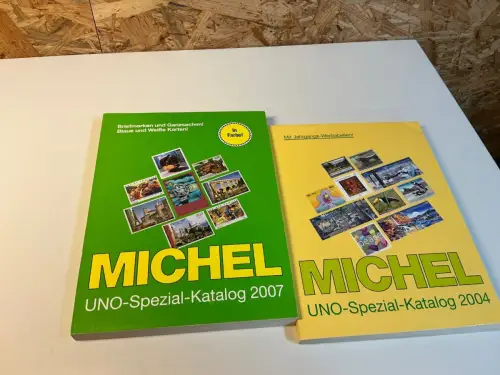 Briefmarken und Ganzsachen!
Blaue und Weiße Karten!
In
Farbe!
MICHEL
UNO-Spezial-Katalog 2007
Mit Jahrgangs-Werttabellen!
MICHEL
UNO-Spezial-Katalog 2004